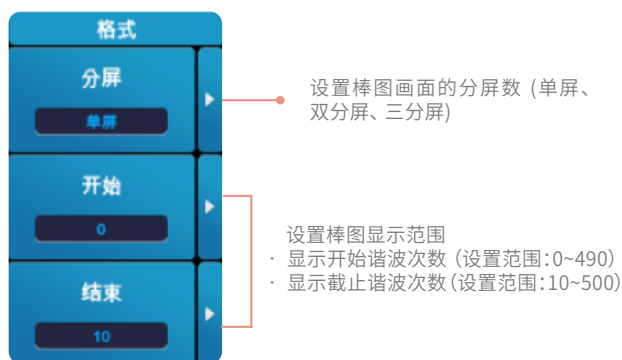 格式
分屏
单屏
设置棒图画面的分屏数 (单屏、
双分屏、三分屏)
开始
0
设置棒图显示范围
· 显示开始谐波次数 (设置范围:0~490)
· 显示截止谐波次数 (设置范围:10~500)
结束
10